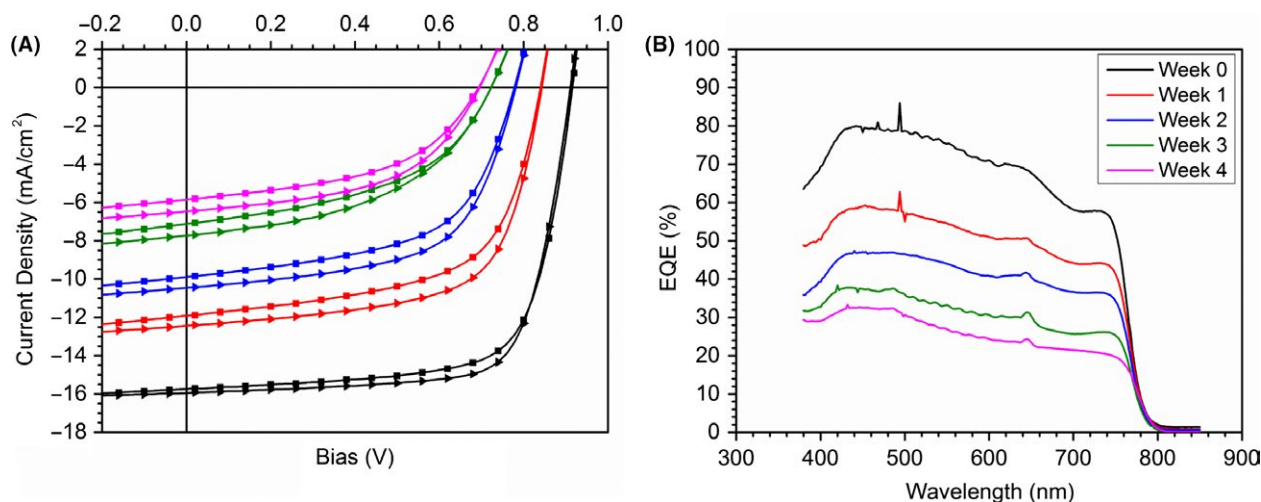 (A)
−0.2 0.0 0.2 0.4 0.6 0.8 1.0
2
0
−2
−4
−6
−8
−10
−12
−14
−16
−18
Current Density (mA/cm²)
Bias (V)
(B)
100
90
80
70
60
50
40
30
20
10
0
EQE (%)
Week 0
Week 1
Week 2
Week 3
Week 4
300 400 500 600 700 800 900
Wavelength (nm)